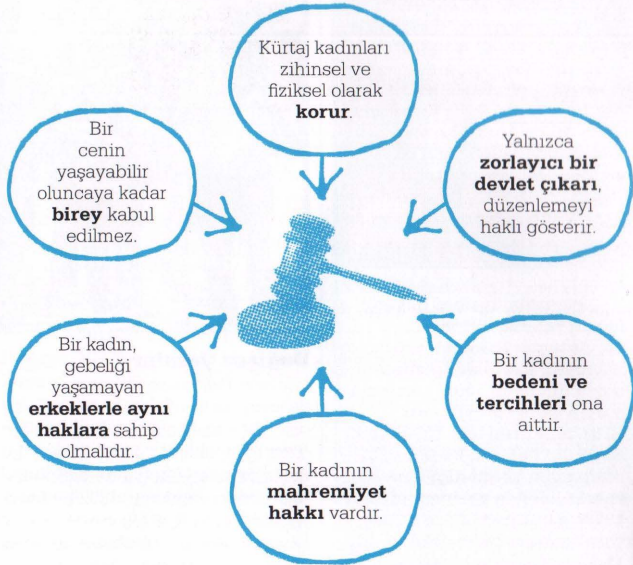 Kürtaj kadınları
zihinsel ve
fiziksel olarak
korur.
Bir
cenin
yaşayabilir
oluncaya kadar
birey kabul
edilmez.
Yalnızca
zorlayıcı bir
devlet çıkarı,
düzenlemeyi
haklı gösterir.
Bir kadın,
gebeliği
yaşamayan
erkeklerle aynı
haklara sahip
olmalıdır.
Bir kadının
bedeni ve
tercihleri ona
aittir.
Bir kadının
mahremiyet
hakkı vardır.